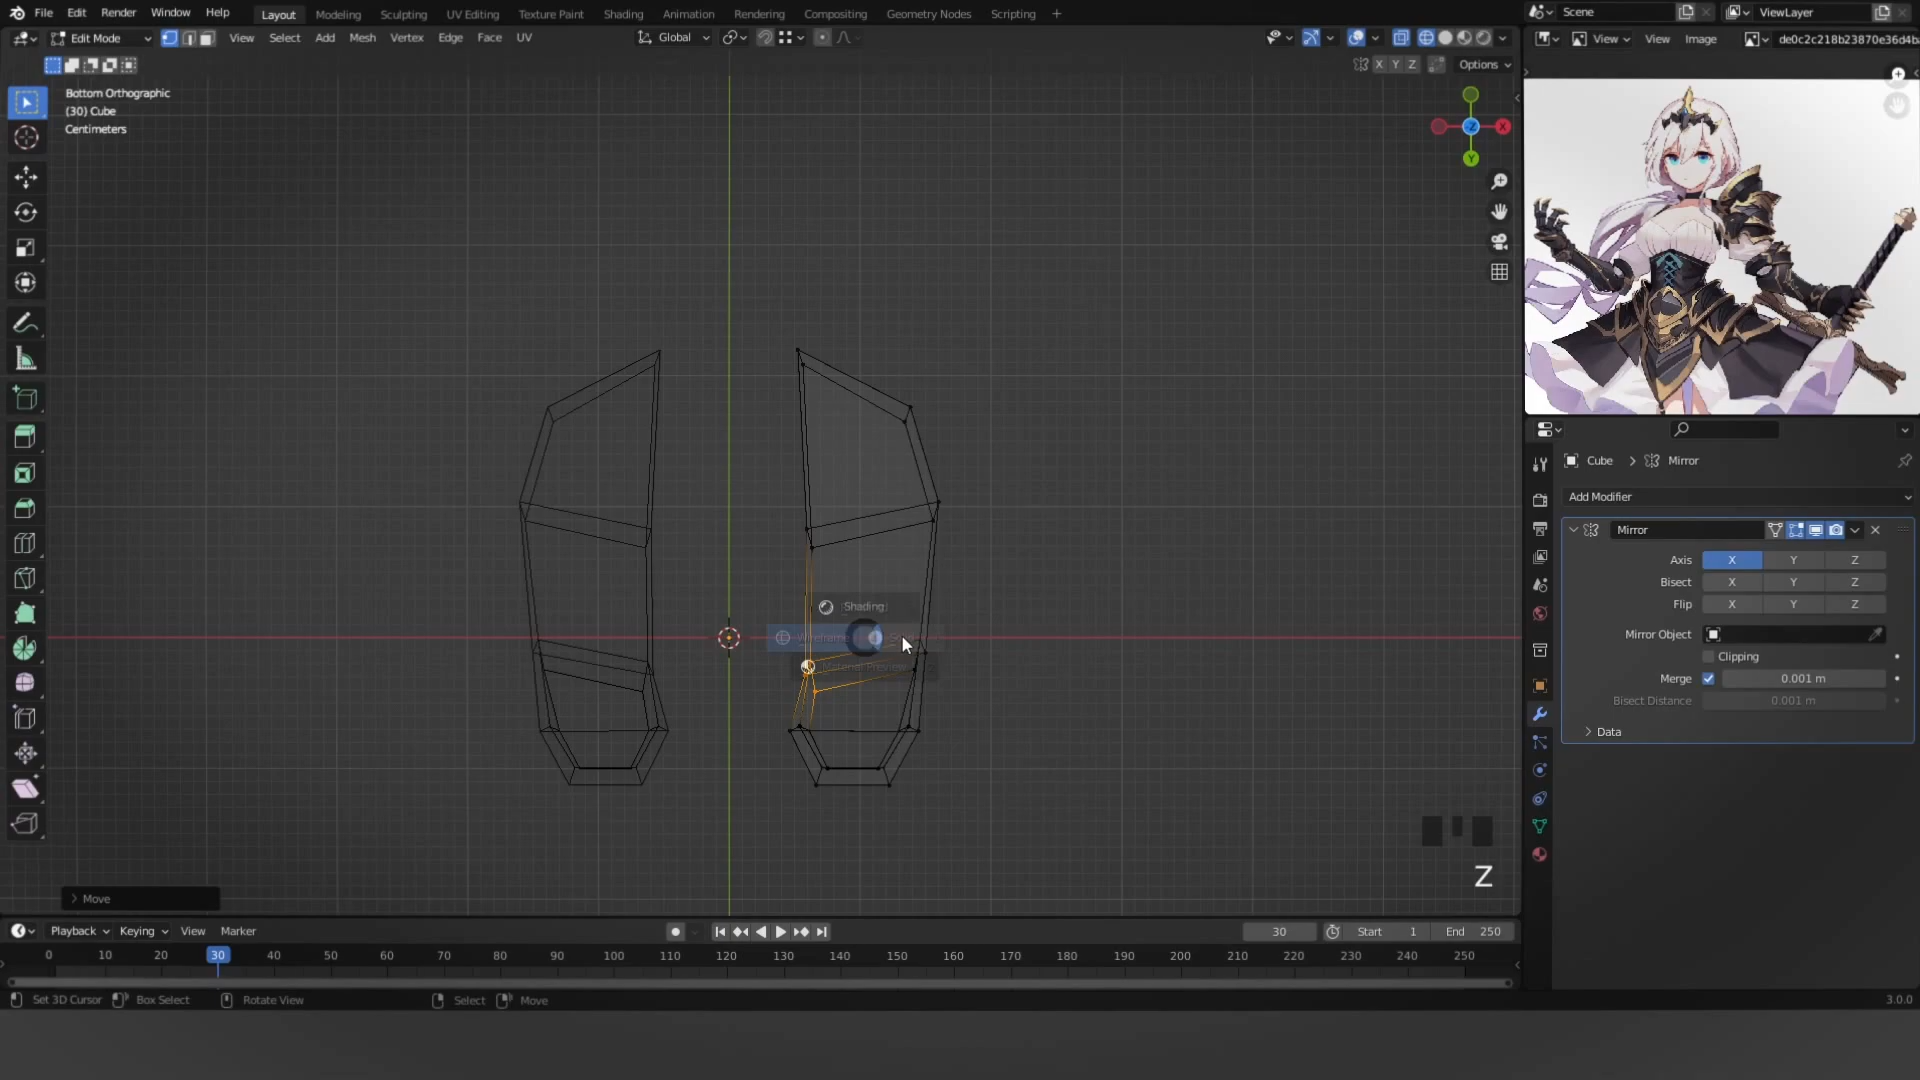 File Edit Render Window Help Layout Modeling Sculpting UV Editing Texture Paint Shading Animation Rendering Compositing Geometry Nodes Scripting +
Scene ViewLayer
Edit Mode View Select Add Mesh Vertex Edge Face UV Global
View View Image de0c2c218b23870e36d4b
X Y Z Options
Bottom Orthographic
(30) Cube
Centimeters
X
Z
Y
Cube Mirror
Add Modifier
Mirror
Axis X Y Z
Bisect X Y Z
Flip X Y Z
Shading
Mirror Object
Wireframe
Clipping
Material Preview
Merge 0.001 m
Bisect Distance 0.001 m
Data
Z
Move
Playback Keying View Marker 30 Start 1 End 250
0 10 20 30 40 50 60 70 80 90 100 110 120 130 140 150 160 170 180 190 200 210 220 230 240 250
Set 3D Cursor Box Select Rotate View Select Move 3.0.0